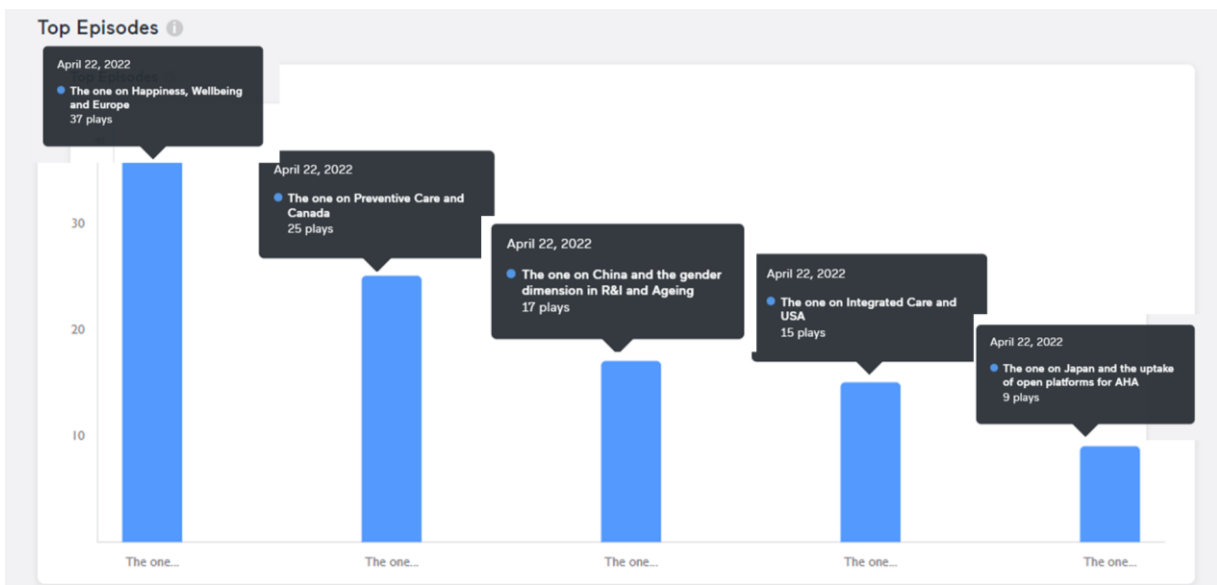 Top Episodes
April 22, 2022
Top Episodes
The one on Happiness, Wellbeing
and Europe
37 plays
April 22, 2022
The one on Preventive Care and
Canada
25 plays
April 22, 2022
The one on China and the gender
dimension in R&I and Ageing
17 plays
April 22, 2022
The one on Integrated Care and
USA
15 plays
April 22, 2022
The one on Japan and the uptake
of open platforms for AHA
9 plays
30
20
10
The one...
The one...
The one...
The one...
The one...